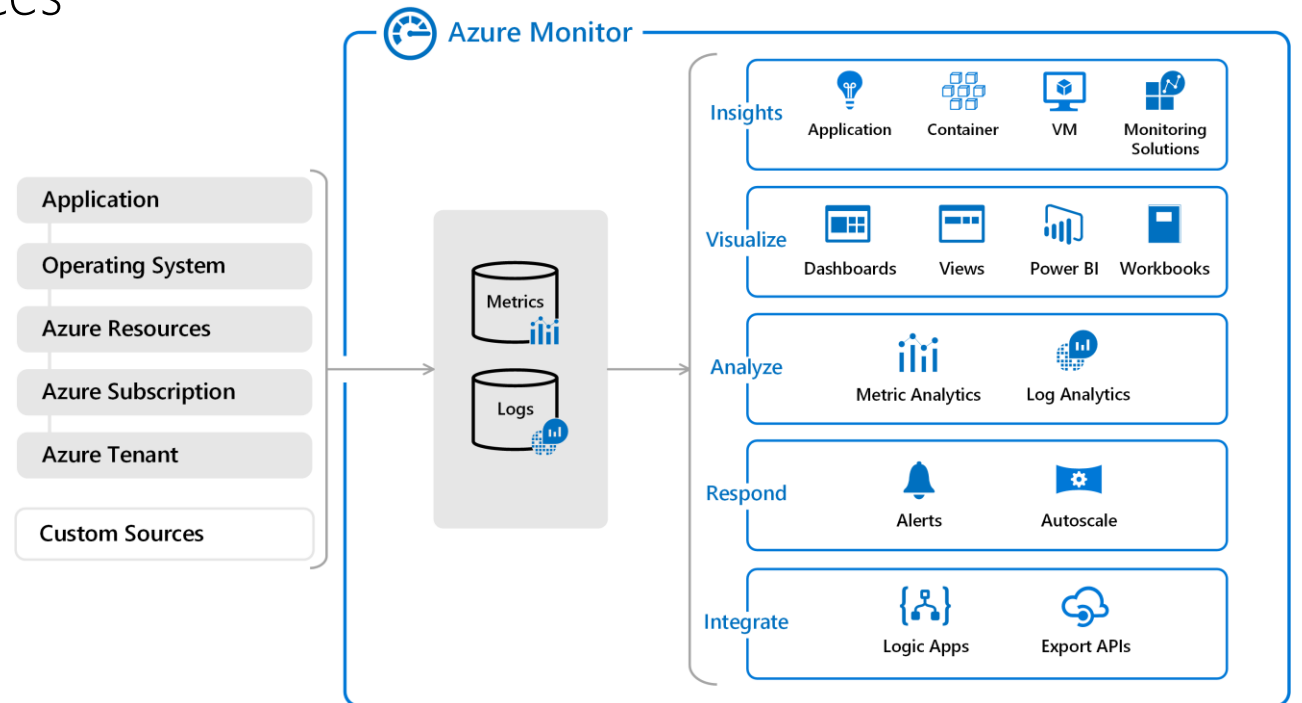 Azure Monitor
Application
Operating System
Azure Resources
Azure Subscription
Azure Tenant
Custom Sources
Metrics
Logs
Insights
Application
Container
VM
Monitoring
Solutions
Visualize
Dashboards
Views
Power BI
Workbooks
Analyze
Metric Analytics
Log Analytics
Respond
Alerts
Autoscale
Integrate
Logic Apps
Export APIs